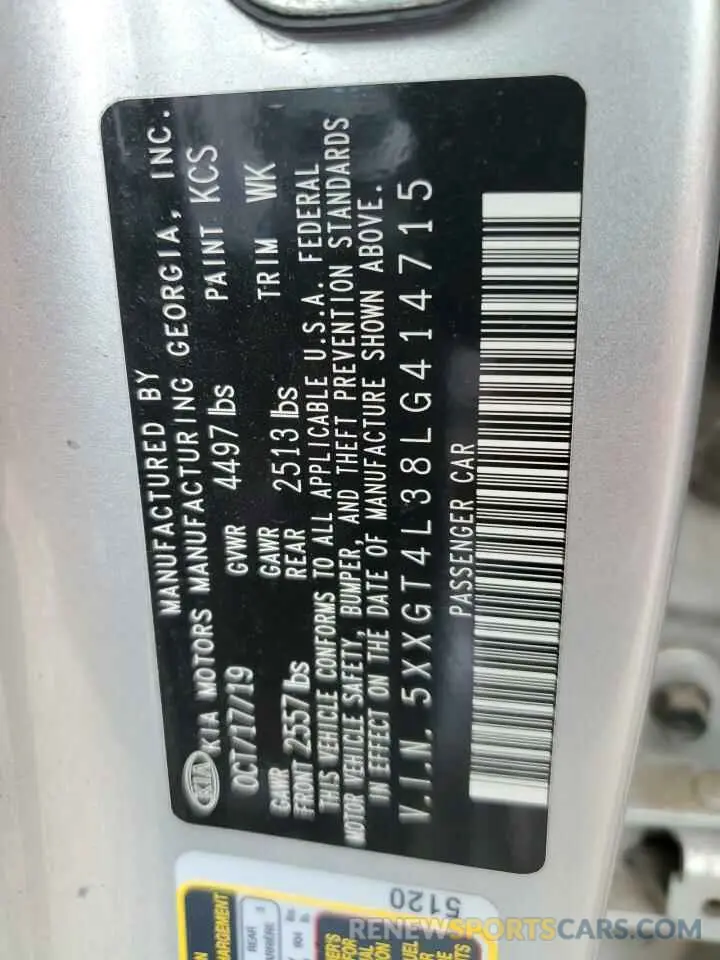 MANUFACTURED BY
KIA KIA MOTORS MANUFACTURING GEORGIA, INC.
OCT/17/19 GVWR 4497 lbs PAINT KCS
GAWR FRONT 2557 lbs GAWR REAR 2513 lbs TRIM WK
THIS VEHICLE CONFORMS TO ALL APPLICABLE U.S.A. FEDERAL
MOTOR VEHICLE SAFETY, BUMPER, AND THEFT PREVENTION STANDARDS
IN EFFECT ON THE DATE OF MANUFACTURE SHOWN ABOVE.
V.I.N. 5XXGT4L38LG414715
PASSENGER CAR
5120
REAR
RENEWSPORTSCARS.COM